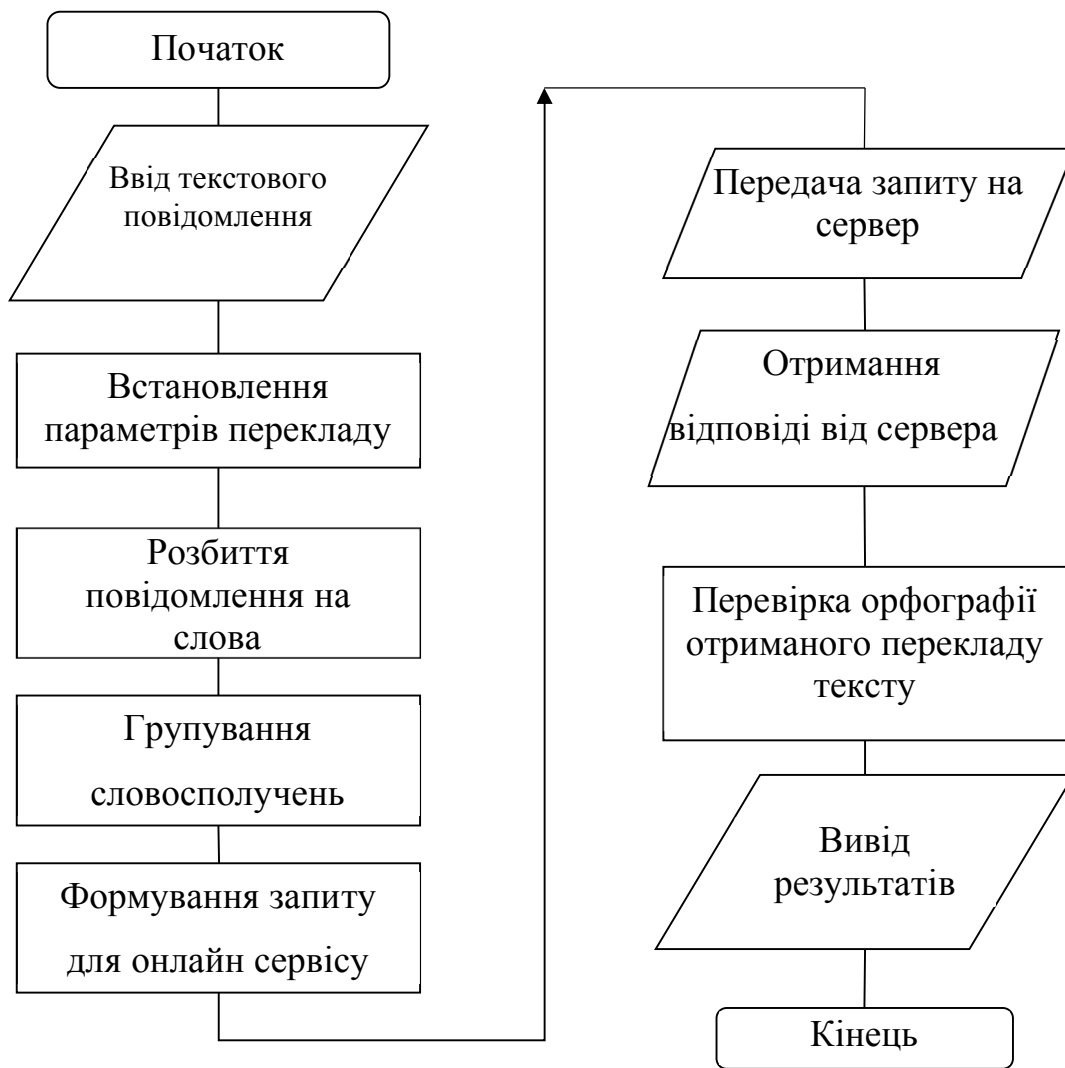 Початок
Ввід текстового
повідомлення
Встановлення
параметрів перекладу
Розбиття
повідомлення на
слова
Групування
словосполучень
Формування запиту
для онлайн сервісу
Передача запиту на
сервер
Отримання
відповіді від сервера
Перевірка орфографії
отриманого перекладу
тексту
Вивід
результатів
Кінець